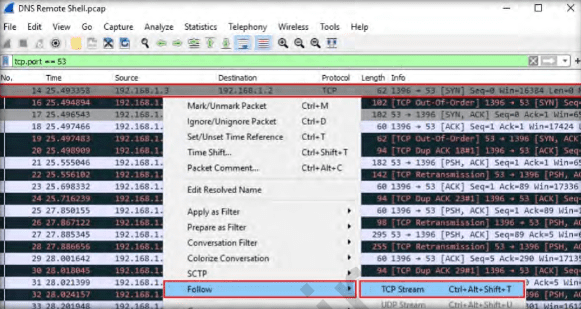 DNS Remote Shell.pcap
File Edit View Go Capture Analyze Statistics Telephony Wireless Tools Help
tcp.port == 53
No. Time Source Destination Protocol Length Info
14 25.493358 192.168.1.3 192.168.1.2 TCP 62 1396 → 53 [SYN] Seq=0 Win=16384 Len=0
16 25.494894 192.168.1. 102 [TCP Out-Of-Order] 1396 → 53 [SYN] Seq=
17 25.496543 192.168.1. 102 53 → 1396 [SYN, ACK] Seq=0 Ack=1 Win=
18 25.497466 192.168.1. 60 1396 → 53 [ACK] Seq=1 Ack=1 Win=17424
19 25.497483 192.168.1. 62 [TCP Out-Of-Order] 53 → 1396 [SYN, ACK]
20 25.498909 192.168.1. 94 [TCP Dup ACK 18#1] 1396 → 53 [ACK] Seq=
21 25.555046 192.168.1. 182 53 → 1396 [PSH, ACK] Seq=1 Ack=1 Win=65
22 25.556102 192.168.1. 142 [TCP Retransmission] 53 → 1396 [PSH, AC
23 25.698332 192.168.1. 60 1396 → 53 [ACK] Seq=1 Ack=89 Win=17336
24 25.716239 192.168.1. 94 [TCP Dup ACK 23#1] 1396 → 53 [ACK] Seq=
25 27.850155 192.168.1. 60 1396 → 53 [PSH, ACK] Seq=1 Ack=89 Win=1
26 27.867122 192.168.1. 98 [TCP Retransmission] 1396 → 53 [PSH, AC
27 27.885345 192.168.1. 295 53 → 1396 [PSH, ACK] Seq=89 Ack=5 Win=6
28 27.886656 192.168.1. 255 [TCP Retransmission] 53 → 1396 [PSH, AC
29 28.001642 192.168.1. 60 1396 → 53 [ACK] Seq=5 Ack=290 Win=17135
30 28.018045 192.168.1. 94 [TCP Dup ACK 29#1] 1396 → 53 [ACK] Seq=
31 28.021399 192.168.1. Ack=5 Win=
32 28.024157 192.168.1. [PSH, AC
33 28.201948 192.168.1. 
Mark/Unmark Packet Ctrl+M
Ignore/Unignore Packet Ctrl+D
Set/Unset Time Reference Ctrl+T
Time Shift... Ctrl+Shift+T
Packet Comment... Ctrl+Alt+C
Edit Resolved Name
Apply as Filter
Prepare as Filter
Conversation Filter
Colorize Conversation
SCTP
Follow
TCP Stream Ctrl+Alt+Shift+T
UDP Stream Ctrl+Alt+Shift+U